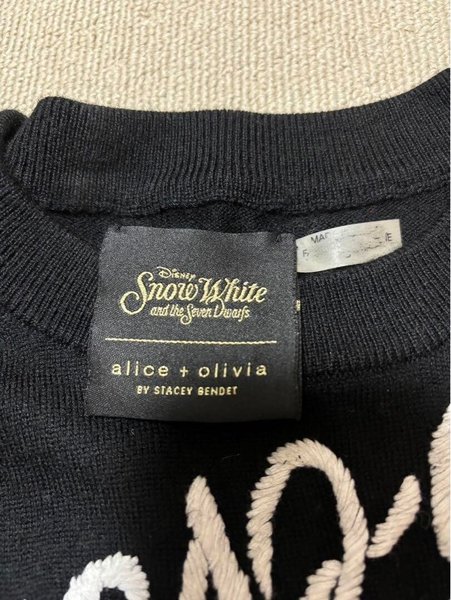 Disney
Snow White
and the Seven Dwarfs
alice + olivia
BY STACEY BENDET